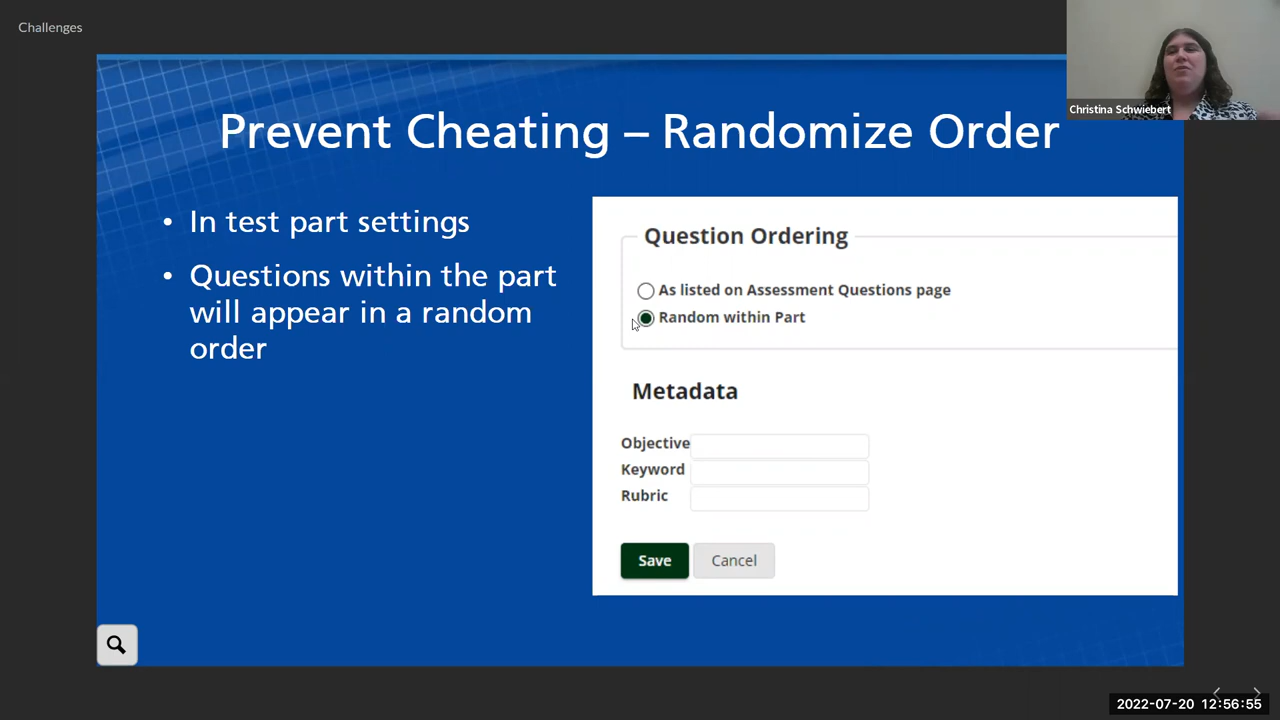 Challenges
Christina Schwiebert
Prevent Cheating – Randomize Order
• In test part settings
• Questions within the part
will appear in a random
order
Question Ordering
As listed on Assessment Questions page
Random within Part
Metadata
Objective
Keyword
Rubric
Save
Cancel
2022-07-20 12:56:55